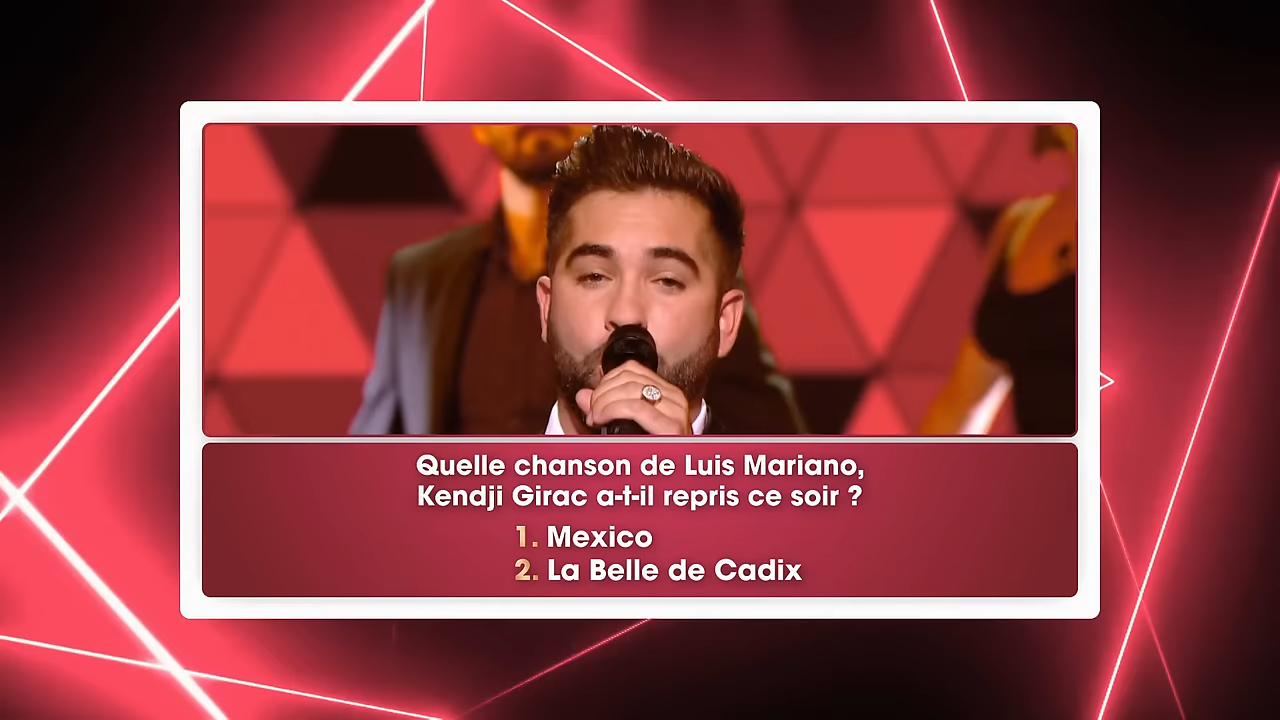 Quelle chanson de Luis Mariano,
Kendji Girac a-t-il repris ce soir ?
1. Mexico
2. La Belle de Cadix